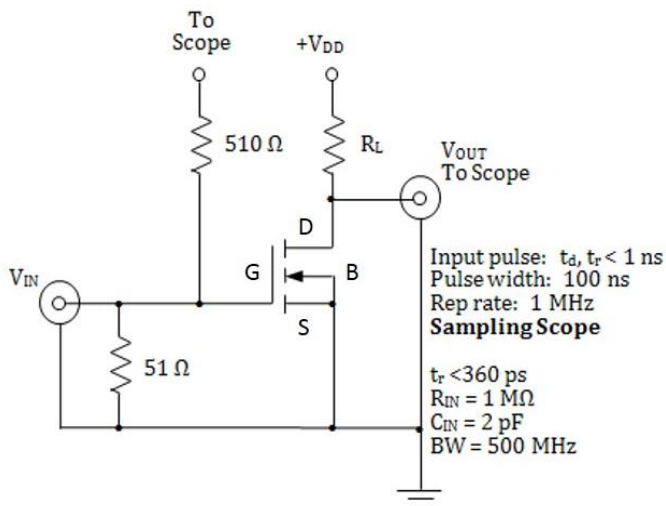 To
Scope
+VDD
510 Ω
RL
VOUT
To Scope
D
G
B
S
VIN
51 Ω
Input pulse: td, tr< 1 ns
Pulse width: 100 ns
Rep rate: 1 MHz
Sampling Scope
tr <360 ps
RIN = 1 MΩ
CIN = 2 pF
BW = 500 MHz